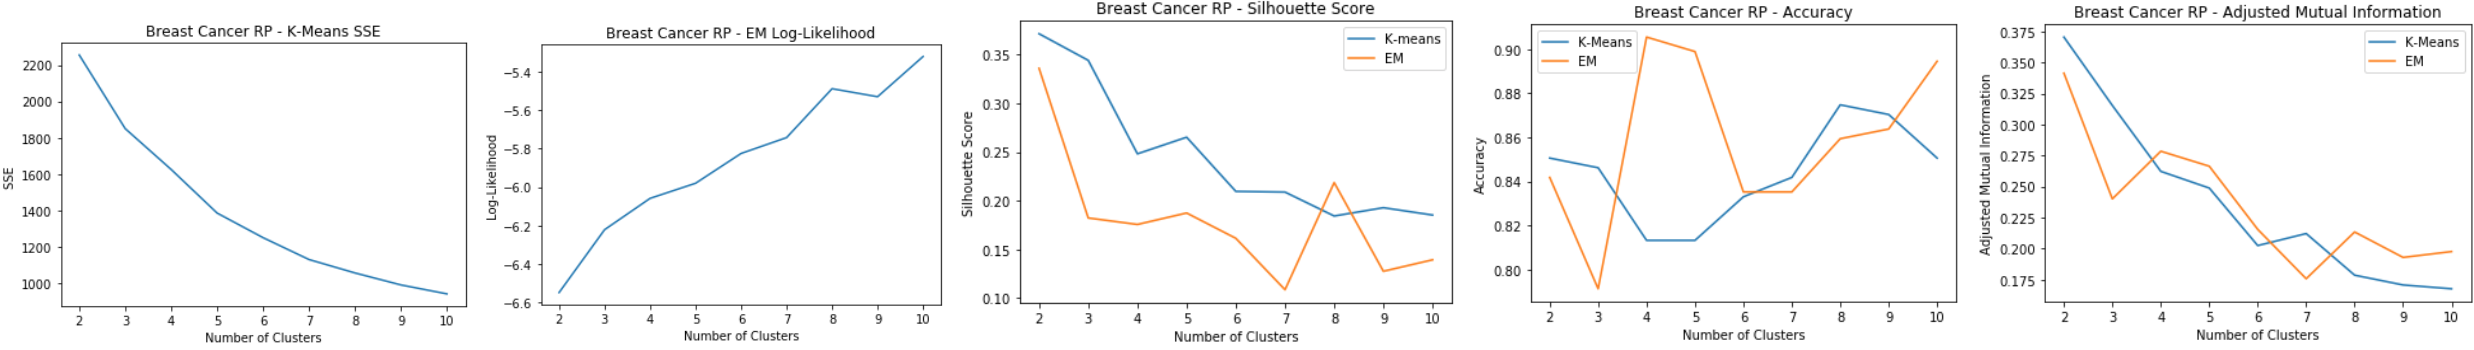 Breast Cancer RP - K-Means SSE
SSE
2200
2000
1800
1600
1400
1200
1000
2 3 4 5 6 7 8 9 10
Number of Clusters
Breast Cancer RP - EM Log-Likelihood
Log-Likelihood
−5.4
−5.6
−5.8
−6.0
−6.2
−6.4
−6.6
2 3 4 5 6 7 8 9 10
Number of Clusters
Breast Cancer RP - Silhouette Score
K-means
EM
Silhouette Score
0.35
0.30
0.25
0.20
0.15
0.10
2 3 4 5 6 7 8 9 10
Number of Clusters
Breast Cancer RP - Accuracy
K-Means
EM
Accuracy
0.90
0.88
0.86
0.84
0.82
0.80
2 3 4 5 6 7 8 9 10
Number of Clusters
Breast Cancer RP - Adjusted Mutual Information
K-Means
EM
Adjusted Mutual Information
0.375
0.350
0.325
0.300
0.275
0.250
0.225
0.200
0.175
2 3 4 5 6 7 8 9 10
Number of Clusters